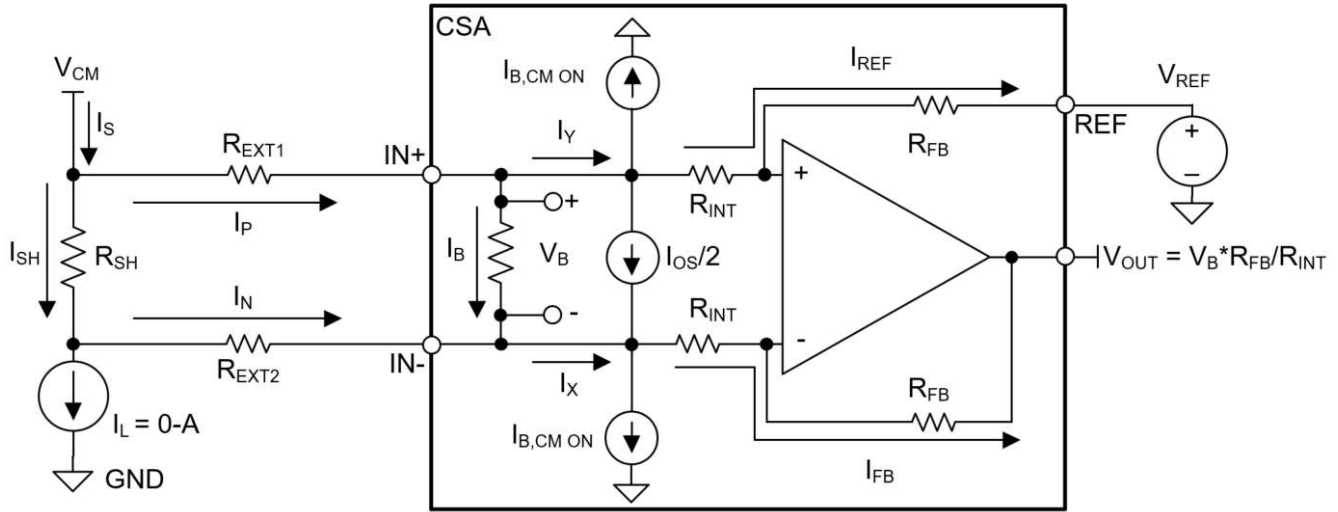 CSA
V_CM
I_S
R_EXT1
IN+
I_P
I_SH
R_SH
I_N
R_EXT2
IN-
I_L = 0-A
GND
I_B,CM ON
I_Y
I_B
+
V_B
-
I_OS/2
I_X
I_B,CM ON
I_REF
R_FB
REF
V_REF
+
–
R_INT
+
R_INT
-
R_FB
I_FB
V_OUT = V_B*R_FB/R_INT